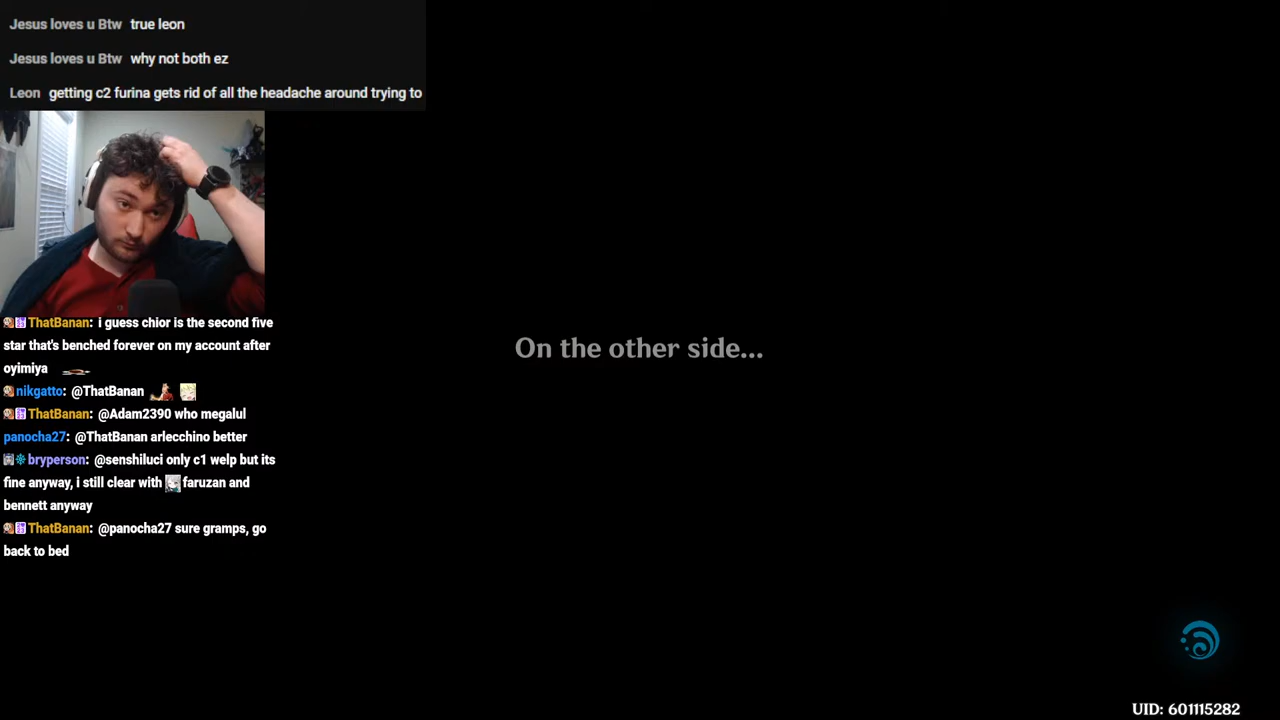 Jesus loves u Btw true leon
Jesus loves u Btw why not both ez
Leon getting c2 furina gets rid of all the headache around trying to
ThatBanan: i guess chior is the second five
star that's benched forever on my account after
oyimiya
nikgatto: @ThatBanan
ThatBanan: @Adam2390 who megalul
panocha27: @ThatBanan arlecchino better
bryperson: @senshiluci only c1 welp but its
fine anyway, i still clear with faruzan and
bennett anyway
ThatBanan: @panocha27 sure gramps, go
back to bed
On the other side...
UID: 601115282